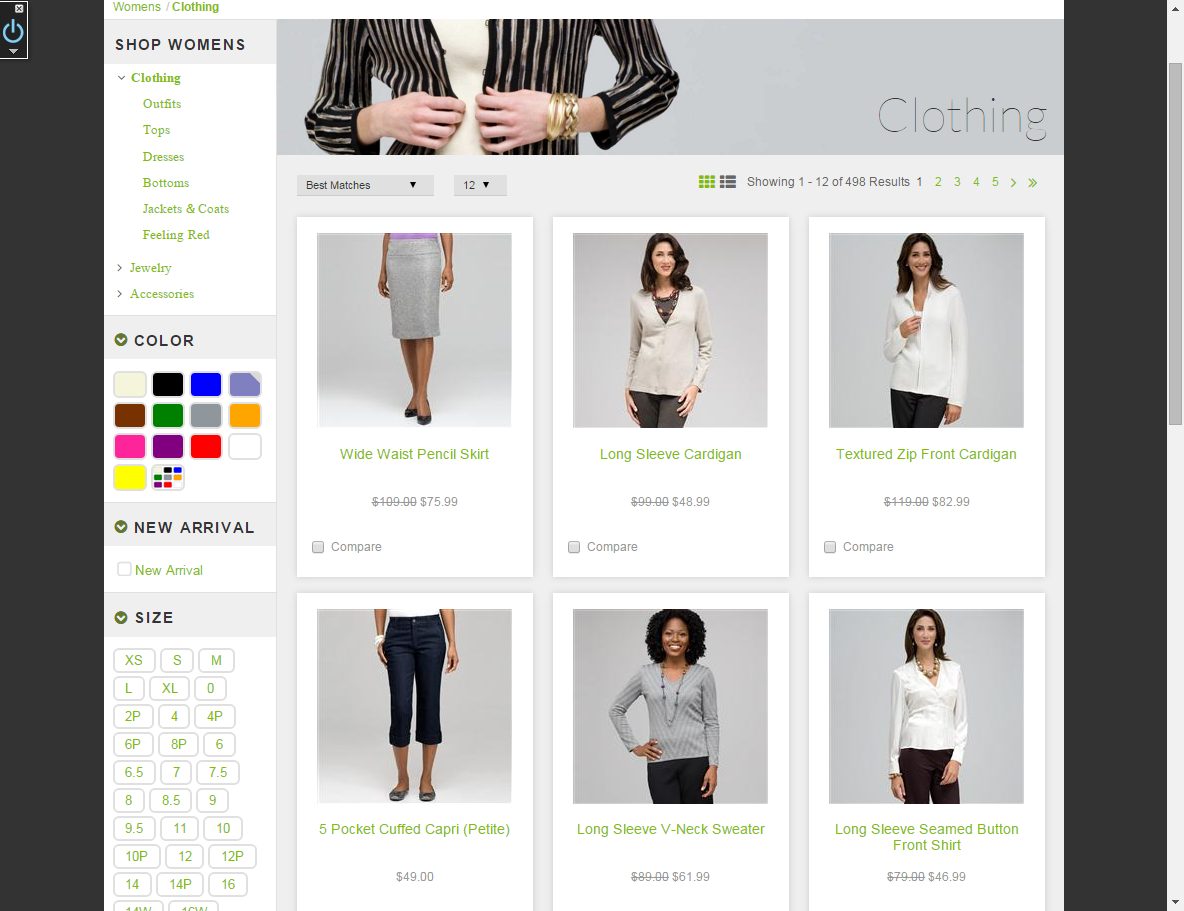 Womens / Clothing
SHOP WOMENS
Clothing
Outfits
Tops
Dresses
Bottoms
Jackets & Coats
Feeling Red
Jewelry
Accessories
COLOR
NEW ARRIVAL
New Arrival
SIZE
XS S M
L XL 0
2P 4 4P
6P 8P 6
6.5 7 7.5
8 8.5 9
9.5 11 10
10P 12 12P
14 14P 16
14W 16W
Clothing
Best Matches 12 Showing 1 - 12 of 498 Results 1 2 3 4 5 > »
Wide Waist Pencil Skirt
$109.00 $75.99
Compare
Long Sleeve Cardigan
$99.00 $48.99
Compare
Textured Zip Front Cardigan
$119.00 $82.99
Compare
5 Pocket Cuffed Capri (Petite)
$49.00
Long Sleeve V-Neck Sweater
$89.00 $61.99
Long Sleeve Seamed Button
Front Shirt
$79.00 $46.99